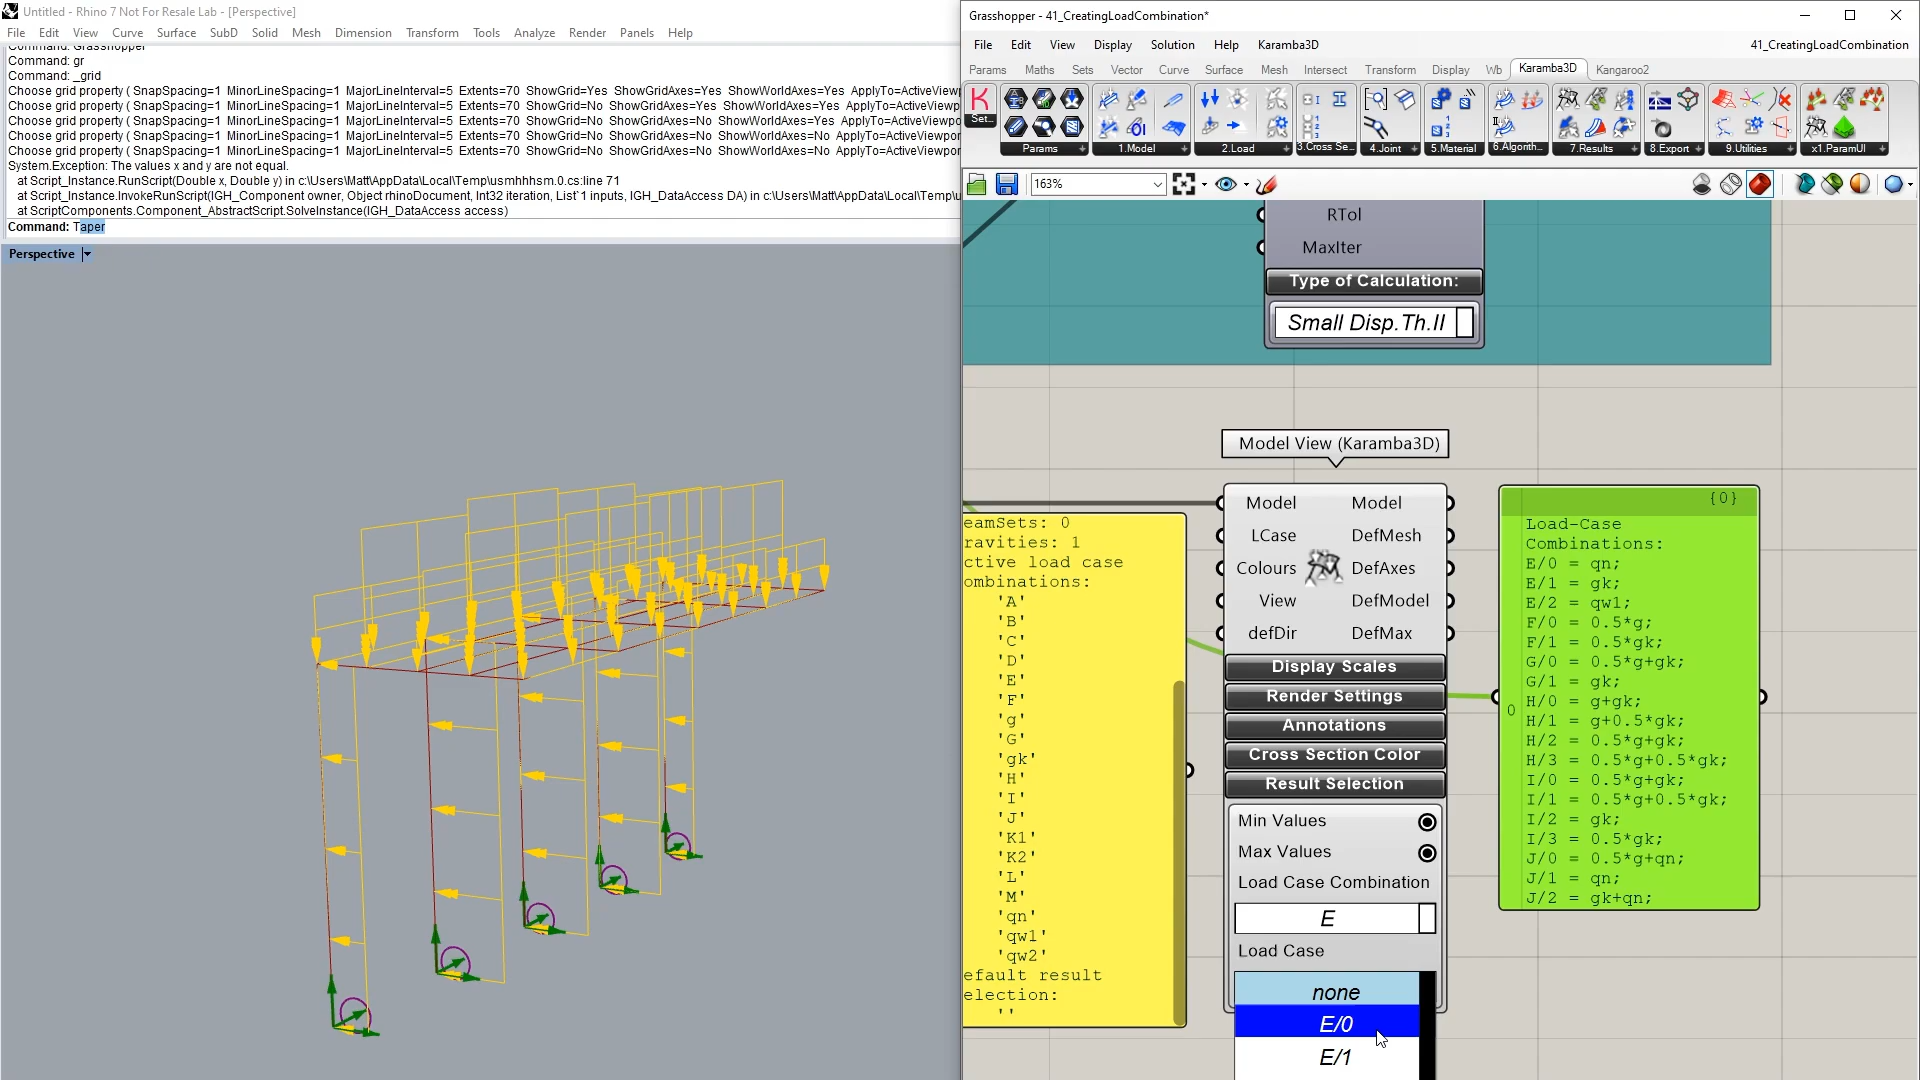 Untitled - Rhino 7 Not For Resale Lab - [Perspective]
File Edit View Curve Surface SubD Solid Mesh Dimension Transform Tools Analyze Render Panels Help
Command: Grasshopper
Command: gr
Command: _grid
Choose grid property ( SnapSpacing=1 MinorLineSpacing=1 MajorLineInterval=5 Extents=70 ShowGrid=Yes ShowGridAxes=Yes ShowWorldAxes=Yes ApplyTo=ActiveViewp
Choose grid property ( SnapSpacing=1 MinorLineSpacing=1 MajorLineInterval=5 Extents=70 ShowGrid=No ShowGridAxes=Yes ShowWorldAxes=Yes ApplyTo=ActiveViewp
Choose grid property ( SnapSpacing=1 MinorLineSpacing=1 MajorLineInterval=5 Extents=70 ShowGrid=No ShowGridAxes=No ShowWorldAxes=Yes ApplyTo=ActiveViewp
Choose grid property ( SnapSpacing=1 MinorLineSpacing=1 MajorLineInterval=5 Extents=70 ShowGrid=No ShowGridAxes=No ShowWorldAxes=No ApplyTo=ActiveViewpor
Choose grid property ( SnapSpacing=1 MinorLineSpacing=1 MajorLineInterval=5 Extents=70 ShowGrid=No ShowGridAxes=No ShowWorldAxes=No ApplyTo=ActiveViewpor
System.Exception: The values x and y are not equal.
at Script_Instance.RunScript(Double x, Double y) in c:\Users\Matt\AppData\Local\Temp\usmhhhsm.0.cs:line 71
at Script_Instance.InvokeRunScript(IGH_Component owner, Object rhinoDocument, Int32 iteration, List`1 inputs, IGH_DataAccess DA) in c:\Users\Matt\AppData\Local\Temp\u
at ScriptComponents.Component_AbstractScript.SolveInstance(IGH_DataAccess access)
Command: Taper
Perspective
Grasshopper - 41_CreatingLoadCombination*
File Edit View Display Solution Help Karamba3D
41_CreatingLoadCombination
Params Maths Sets Vector Curve Surface Mesh Intersect Transform Display Wb Karamba3D Kangaroo2
Set...
Params
1.Model
2.Load
3.Cross Se...
4.Joint
5.Material
6.Algorith...
7.Results
8.Export
9.Utilities
x1.ParamUI
163%
RTol
MaxIter
Type of Calculation:
Small Disp.Th.II
Model View (Karamba3D)
Model
LCase
Colours
View
defDir
Model
DefMesh
DefAxes
DefModel
DefMax
Display Scales
Render Settings
Annotations
Cross Section Color
Result Selection
Min Values
Max Values
Load Case Combination
E
Load Case
none
E/0
E/1
eamSets: 0
ravities: 1
ctive load case
ombinations:
'A'
'B'
'C'
'D'
'E'
'F'
'g'
'G'
'gk'
'H'
'I'
'J'
'K1'
'K2'
'L'
'M'
'qn'
'qw1'
'qw2'
efault result
election:
''
{0}
0
Load-Case
Combinations:
E/0 = qn;
E/1 = gk;
E/2 = qw1;
F/0 = 0.5*g;
F/1 = 0.5*gk;
G/0 = 0.5*g+gk;
G/1 = gk;
H/0 = g+gk;
H/1 = g+0.5*gk;
H/2 = 0.5*g+gk;
H/3 = 0.5*g+0.5*gk;
I/0 = 0.5*g+gk;
I/1 = 0.5*g+0.5*gk;
I/2 = gk;
I/3 = 0.5*gk;
J/0 = 0.5*g+qn;
J/1 = qn;
J/2 = gk+qn;